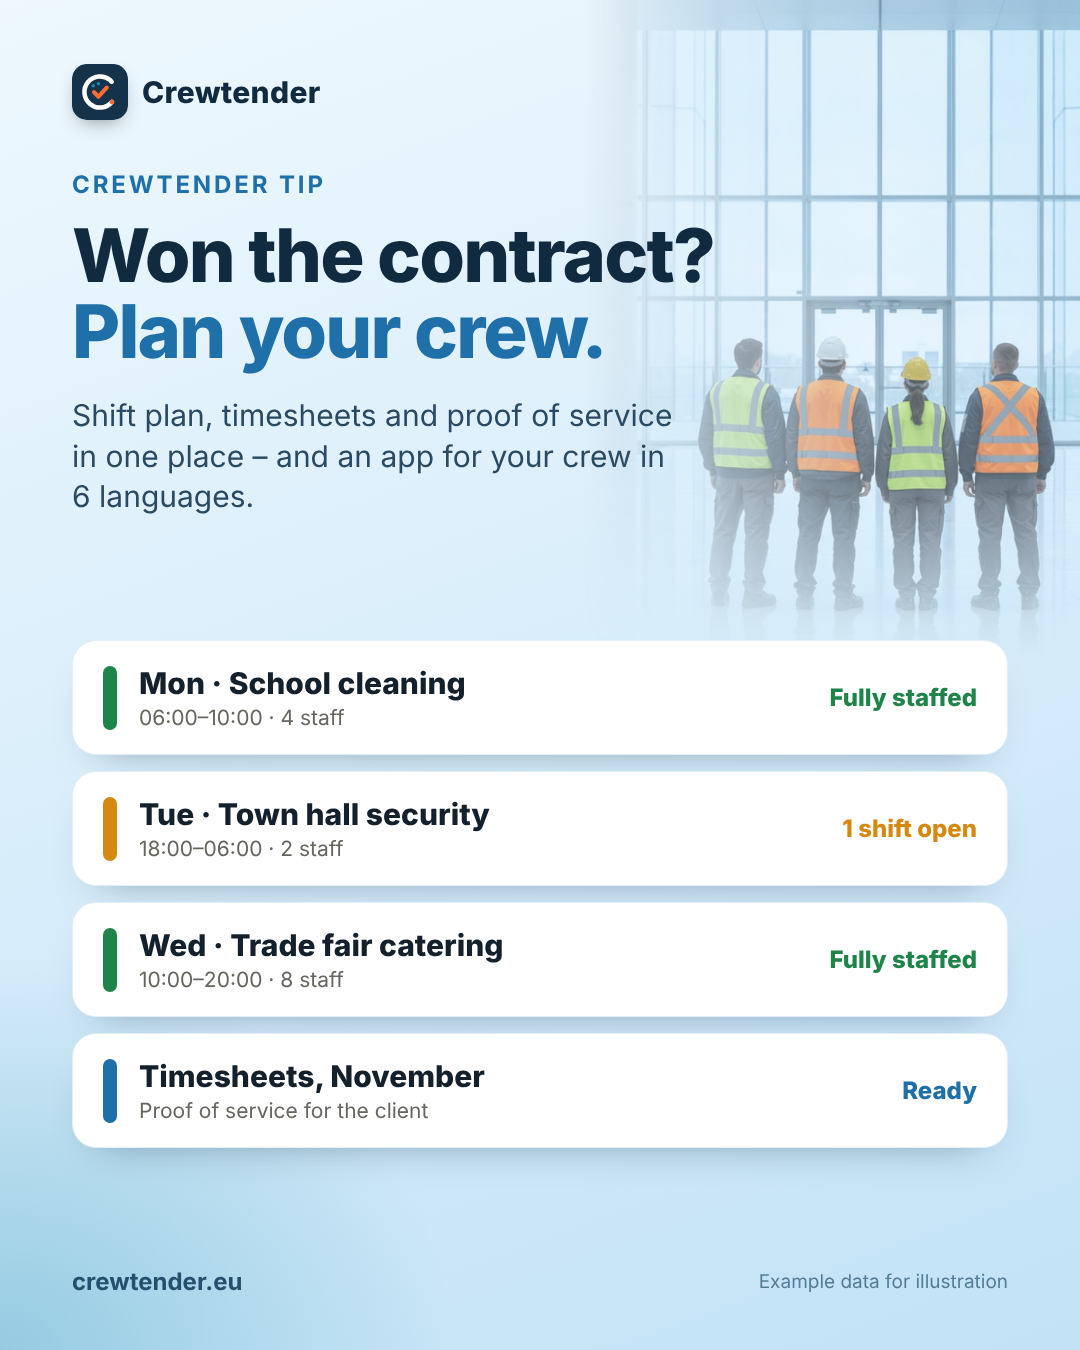 Crewtender
CREWTENDER TIP
Won the contract?
Plan your crew.
Shift plan, timesheets and proof of service
in one place – and an app for your crew in
6 languages.
Mon · School cleaning
06:00–10:00 · 4 staff
Fully staffed
Tue · Town hall security
18:00–06:00 · 2 staff
1 shift open
Wed · Trade fair catering
10:00–20:00 · 8 staff
Fully staffed
Timesheets, November
Proof of service for the client
Ready
crewtender.eu
Example data for illustration